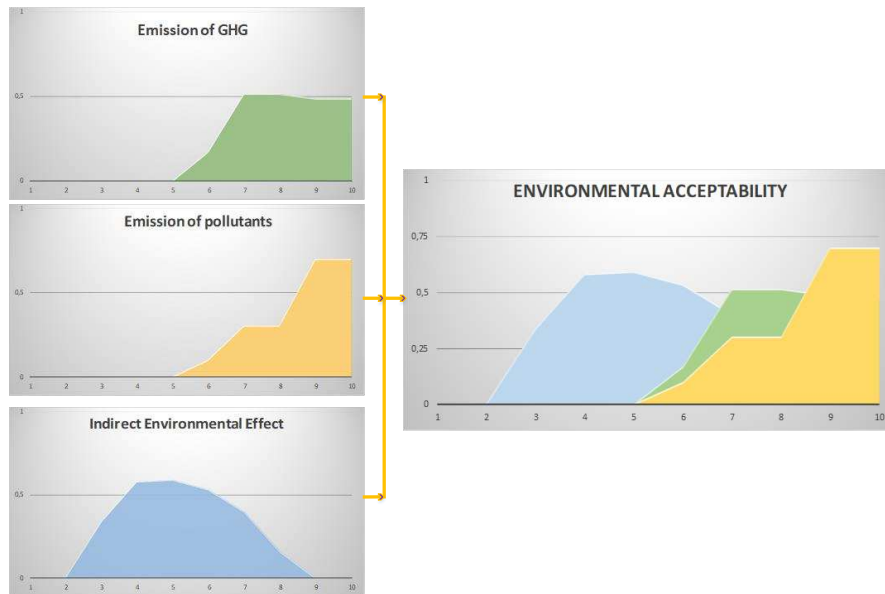 Emission of GHG
1
0,5
0
1 2 3 4 5 6 7 8 9 10
Emission of pollutants
1
0,5
0
1 2 3 4 5 6 7 8 9 10
Indirect Environmental Effect
1
0,5
0
1 2 3 4 5 6 7 8 9 10
ENVIRONMENTAL ACCEPTABILITY
1
0,75
0,5
0,25
0
1 2 3 4 5 6 7 8 9 10